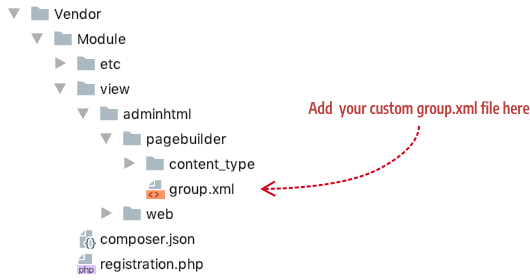 Vendor
Module
etc
view
adminhtml
Add your custom group.xml file here
pagebuilder
content_type
group.xml
<>
web
composer.json
{}
registration.php
php